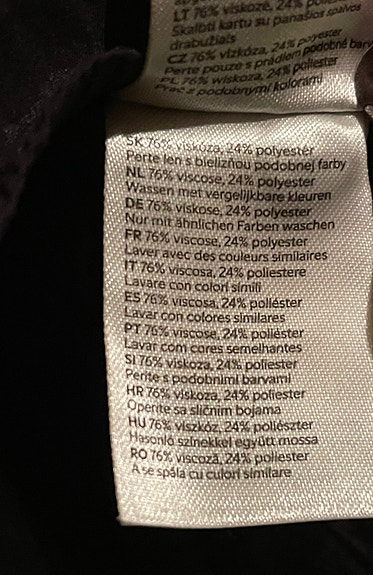 LT 76% viskozė, 24%
Skalbti kartu su panašios spalvos
drabužiais
CZ 76% vizkóza, 24% polyester
Perte pouze s prádlem podobné
PL 76% wiskoza, 24% poliester
Prać z podobnymi kolorami
SK 76% viskóza, 24% polyestér
Perte len s bielizňou podobnej farby
NL 76% viscose, 24% polyester
Wassen met vergelijkbare kleuren
DE 76% viskose, 24% polyester
Nur mit ähnlichen Farben waschen
FR 76% viscose, 24% polyester
Laver avec des couleurs similaires
IT 76% viscosa, 24% poliestere
Lavare con colori simili
ES 76% viscosa, 24% poliéster
Lavar con colores similares
PT 76% viscose, 24% poliéster
Lavar com cores semelhantes
SI 76% viskoza, 24% poliester
Perite s podobnimi barvami
HR 76% viskoza, 24% poliester
Operite sa sličnim bojama
HU 76% viszkóz, 24% poliészter
Hasonló színekkel együtt mossa
RO 76% viscoză, 24% poliester
A se spăla cu culori similare